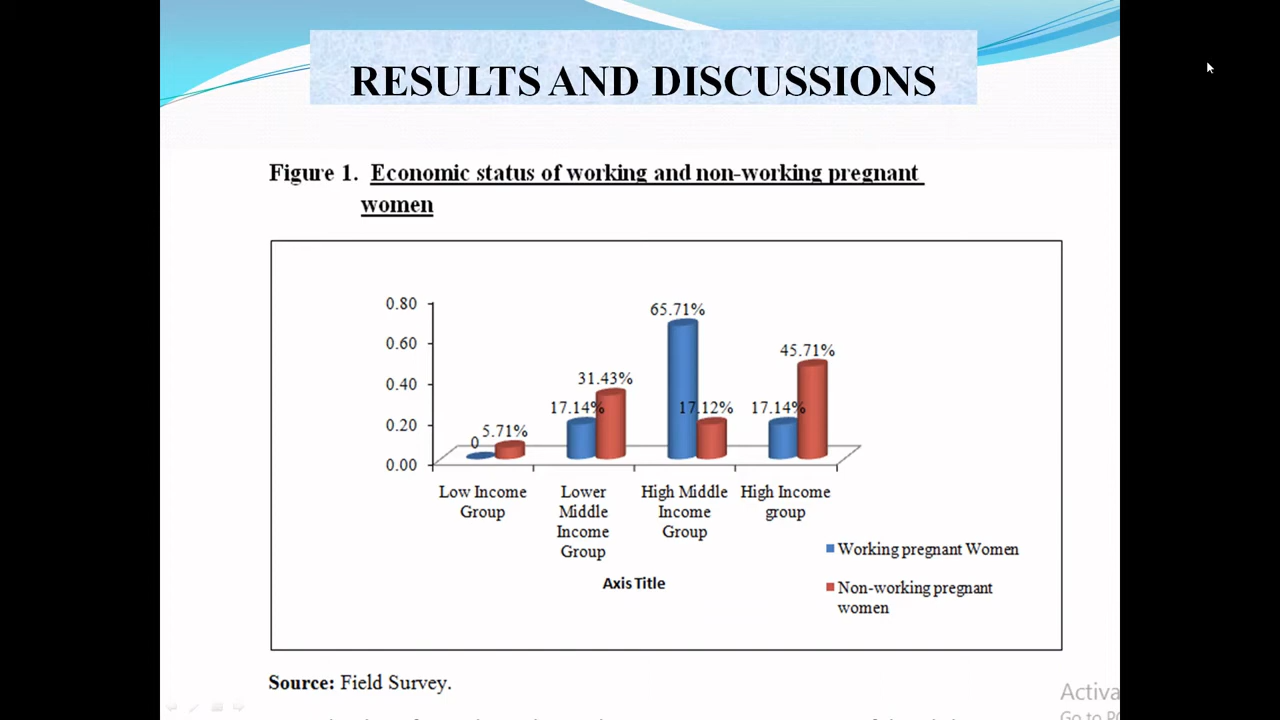 RESULTS AND DISCUSSIONS
Figure 1. Economic status of working and non-working pregnant
women
0.80
0.60
0.40
0.20
0.00
0
5.71%
17.14%
31.43%
65.71%
17.12%
17.14%
45.71%
Low Income
Group
Lower
Middle
Income
Group
High Middle
Income
Group
High Income
group
Axis Title
Working pregnant Women
Non-working pregnant
women
Source: Field Survey.
Activa
Go to PC